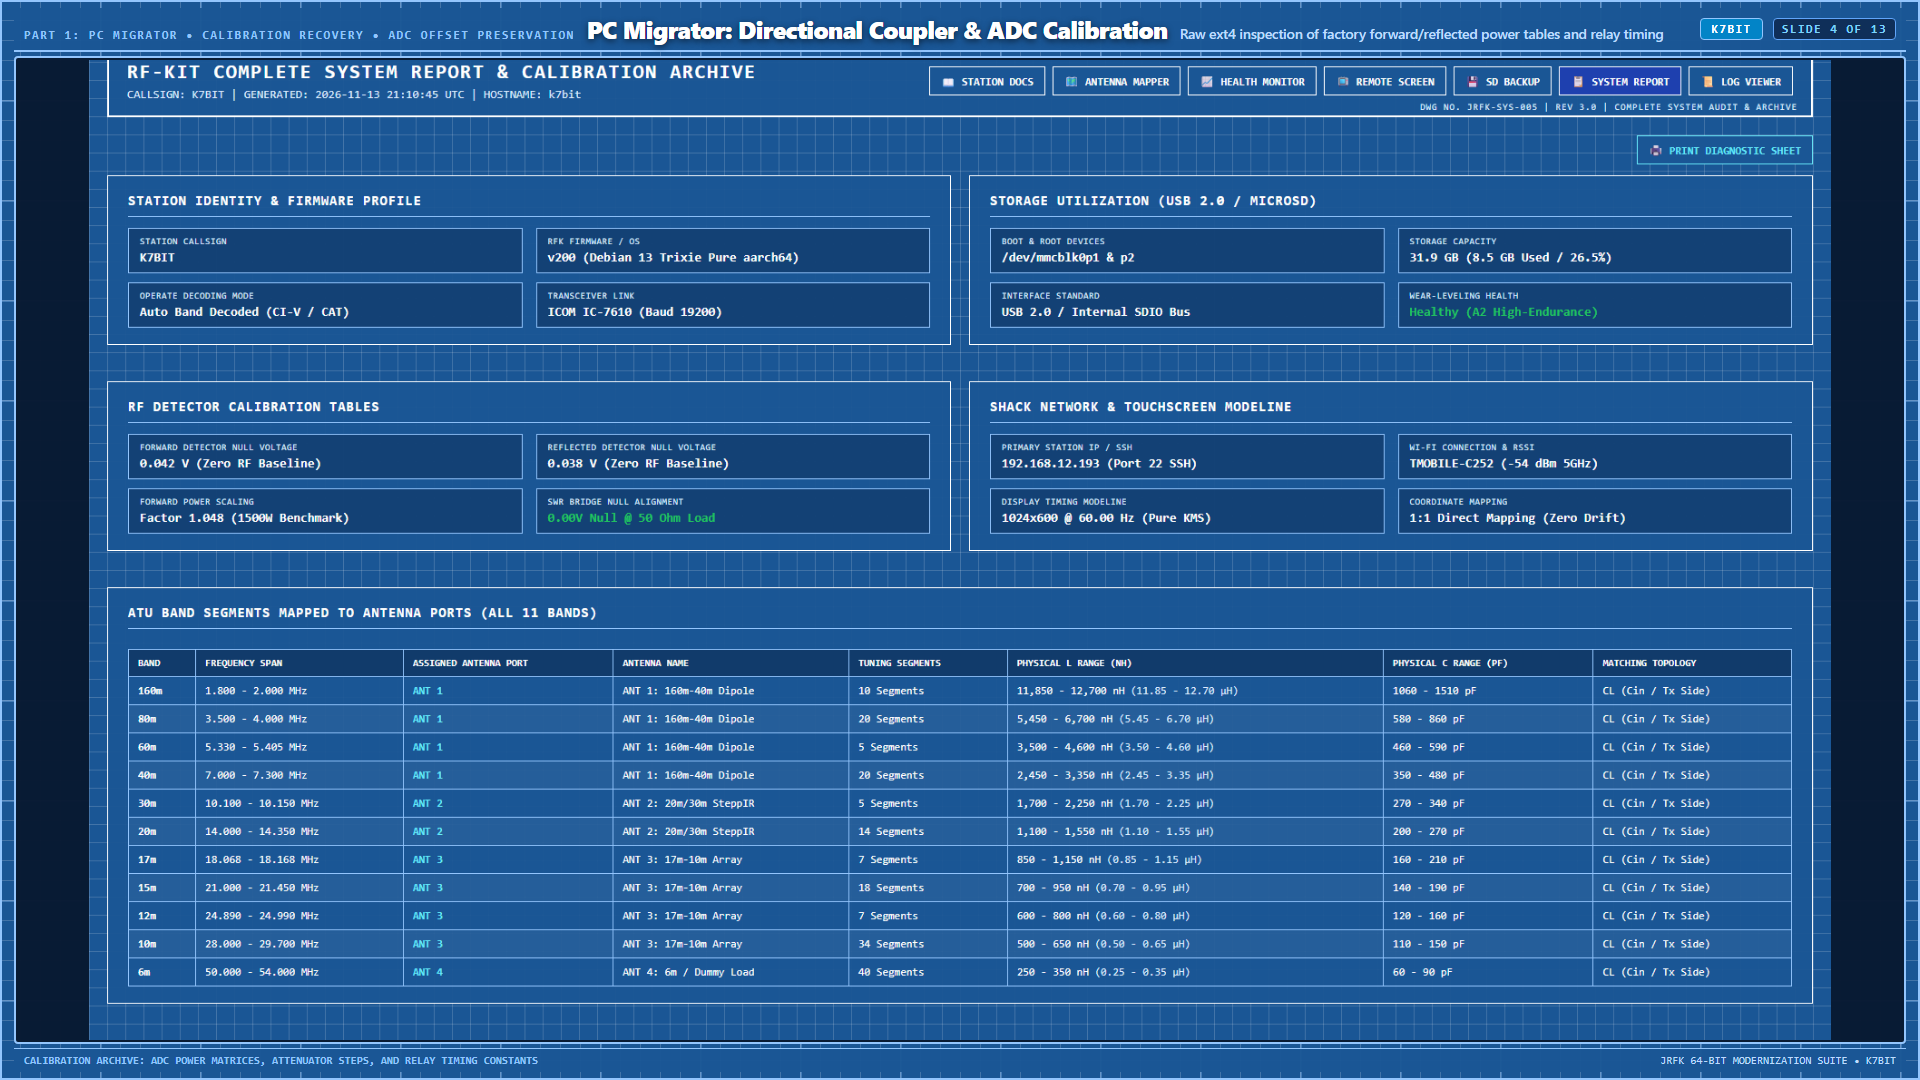 PART 1: PC MIGRATOR • CALIBRATION RECOVERY • ADC OFFSET PRESERVATION
PC Migrator: Directional Coupler & ADC Calibration
Raw ext4 inspection of factory forward/reflected power tables and relay timing
K7BIT
SLIDE 4 OF 13
RF-KIT COMPLETE SYSTEM REPORT & CALIBRATION ARCHIVE
CALLSIGN: K7BIT | GENERATED: 2026-11-13 21:10:45 UTC | HOSTNAME: k7bit
STATION DOCS
ANTENNA MAPPER
HEALTH MONITOR
REMOTE SCREEN
SD BACKUP
SYSTEM REPORT
LOG VIEWER
DWG NO. JRFK-SYS-005 | REV 3.0 | COMPLETE SYSTEM AUDIT & ARCHIVE
PRINT DIAGNOSTIC SHEET
STATION IDENTITY & FIRMWARE PROFILE
STATION CALLSIGN
K7BIT
RFK FIRMWARE / OS
v200 (Debian 13 Trixie Pure aarch64)
OPERATE DECODING MODE
Auto Band Decoded (CI-V / CAT)
TRANSCEIVER LINK
ICOM IC-7610 (Baud 19200)
STORAGE UTILIZATION (USB 2.0 / MICROSD)
BOOT & ROOT DEVICES
/dev/mmcblk0p1 & p2
STORAGE CAPACITY
31.9 GB (8.5 GB Used / 26.5%)
INTERFACE STANDARD
USB 2.0 / Internal SDIO Bus
WEAR-LEVELING HEALTH
Healthy (A2 High-Endurance)
RF DETECTOR CALIBRATION TABLES
FORWARD DETECTOR NULL VOLTAGE
0.042 V (Zero RF Baseline)
REFLECTED DETECTOR NULL VOLTAGE
0.038 V (Zero RF Baseline)
FORWARD POWER SCALING
Factor 1.048 (1500W Benchmark)
SWR BRIDGE NULL ALIGNMENT
0.00V Null @ 50 Ohm Load
SHACK NETWORK & TOUCHSCREEN MODELINE
PRIMARY STATION IP / SSH
192.168.12.193 (Port 22 SSH)
WI-FI CONNECTION & RSSI
TMOBILE-C252 (-54 dBm 5GHz)
DISPLAY TIMING MODELINE
1024x600 @ 60.00 Hz (Pure KMS)
COORDINATE MAPPING
1:1 Direct Mapping (Zero Drift)
ATU BAND SEGMENTS MAPPED TO ANTENNA PORTS (ALL 11 BANDS)
BAND FREQUENCY SPAN ASSIGNED ANTENNA PORT ANTENNA NAME TUNING SEGMENTS PHYSICAL L RANGE (NH) PHYSICAL C RANGE (PF) MATCHING TOPOLOGY
160m 1.800 - 2.000 MHz ANT 1 ANT 1: 160m-40m Dipole 10 Segments 11,850 - 12,700 nH (11.85 - 12.70 µH) 1060 - 1510 pF CL (Cin / Tx Side)
80m 3.500 - 4.000 MHz ANT 1 ANT 1: 160m-40m Dipole 20 Segments 5,450 - 6,700 nH (5.45 - 6.70 µH) 580 - 860 pF CL (Cin / Tx Side)
60m 5.330 - 5.405 MHz ANT 1 ANT 1: 160m-40m Dipole 5 Segments 3,500 - 4,600 nH (3.50 - 4.60 µH) 460 - 590 pF CL (Cin / Tx Side)
40m 7.000 - 7.300 MHz ANT 1 ANT 1: 160m-40m Dipole 20 Segments 2,450 - 3,350 nH (2.45 - 3.35 µH) 350 - 480 pF CL (Cin / Tx Side)
30m 10.100 - 10.150 MHz ANT 2 ANT 2: 20m/30m SteppIR 5 Segments 1,700 - 2,250 nH (1.70 - 2.25 µH) 270 - 340 pF CL (Cin / Tx Side)
20m 14.000 - 14.350 MHz ANT 2 ANT 2: 20m/30m SteppIR 14 Segments 1,100 - 1,550 nH (1.10 - 1.55 µH) 200 - 270 pF CL (Cin / Tx Side)
17m 18.068 - 18.168 MHz ANT 3 ANT 3: 17m-10m Array 7 Segments 850 - 1,150 nH (0.85 - 1.15 µH) 160 - 210 pF CL (Cin / Tx Side)
15m 21.000 - 21.450 MHz ANT 3 ANT 3: 17m-10m Array 18 Segments 700 - 950 nH (0.70 - 0.95 µH) 140 - 190 pF CL (Cin / Tx Side)
12m 24.890 - 24.990 MHz ANT 3 ANT 3: 17m-10m Array 7 Segments 600 - 800 nH (0.60 - 0.80 µH) 120 - 160 pF CL (Cin / Tx Side)
10m 28.000 - 29.700 MHz ANT 3 ANT 3: 17m-10m Array 34 Segments 500 - 650 nH (0.50 - 0.65 µH) 110 - 150 pF CL (Cin / Tx Side)
6m 50.000 - 54.000 MHz ANT 4 ANT 4: 6m / Dummy Load 40 Segments 250 - 350 nH (0.25 - 0.35 µH) 60 - 90 pF CL (Cin / Tx Side)
CALIBRATION ARCHIVE: ADC POWER MATRICES, ATTENUATOR STEPS, AND RELAY TIMING CONSTANTS
JRFK 64-BIT MODERNIZATION SUITE • K7BIT